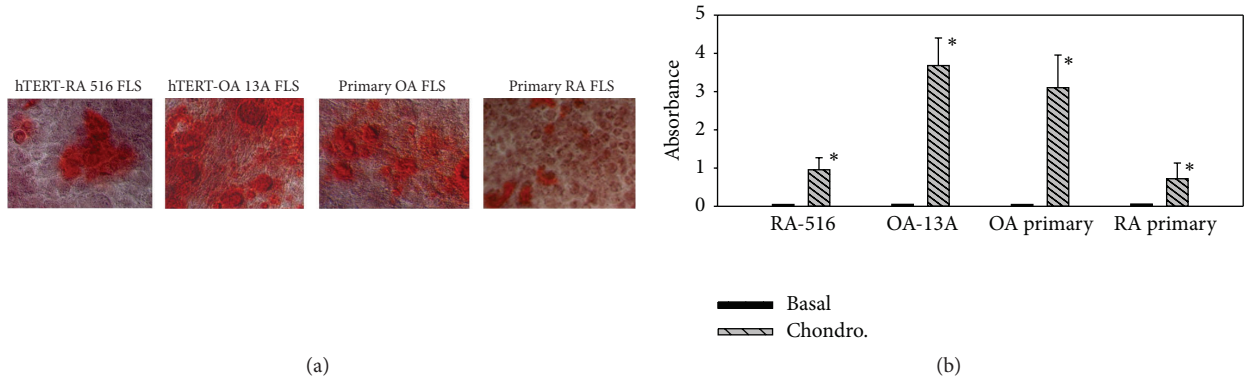 hTERT-RA 516 FLS
hTERT-OA 13A FLS
Primary OA FLS
Primary RA FLS
(a)
Absorbance
5
4
3
2
1
0
*
*
*
*
RA-516
OA-13A
OA primary
RA primary
Basal
Chondro.
(b)